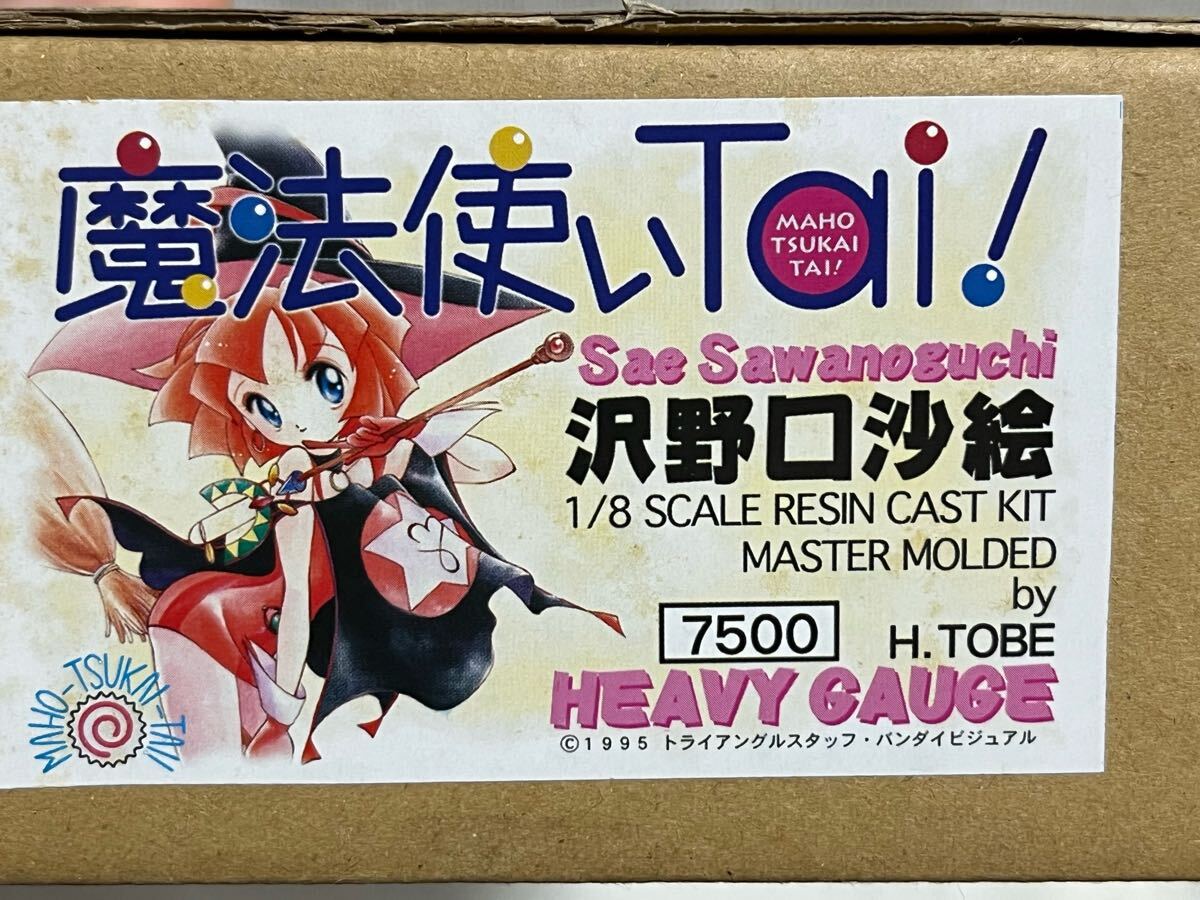 魔法使いTai!
MAHO
TSUKAI
TAI!
Sae Sawanoguchi
沢野口沙絵
1/8 SCALE RESIN CAST KIT
MASTER MOLDED
by
7500 H. TOBE
HEAVY GAUGE
©1995 トライアングルスタッフ・バンダイビジュアル
MAHO-TSUKAI-TAI